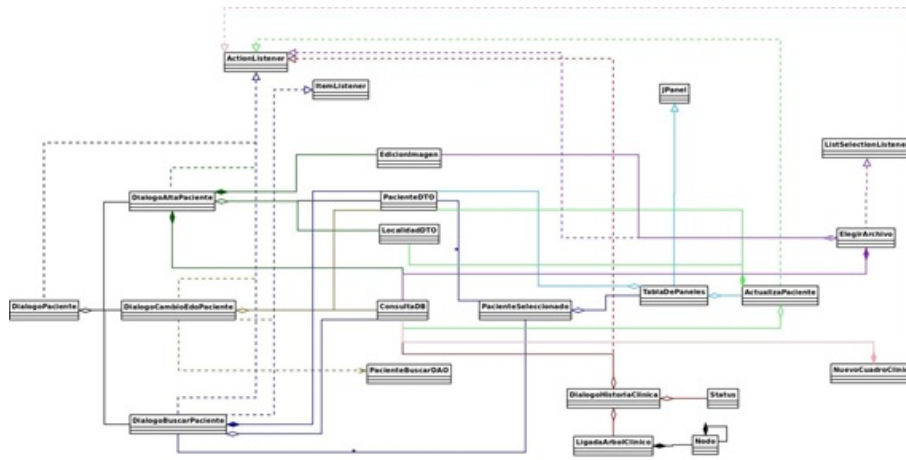 ActionListener
ItemListener
JPanel
ListSelectionListene
EdicionImagen
DialogoAltaPaciente
PacienteDTO
LocalidadDTO
ElegirArchivo
TablaDePaneles
ActualizaPaciente
DialogoPaciente
DialogoCambioEdoPaciente
ConsultaDB
PacienteSeleccionado
PacienteBuscarDAO
NuevoCuadroClinic
DialogoHistoriaClinica
Status
DialogoBuscarPaciente
LigadaArbolClinico
Nodo